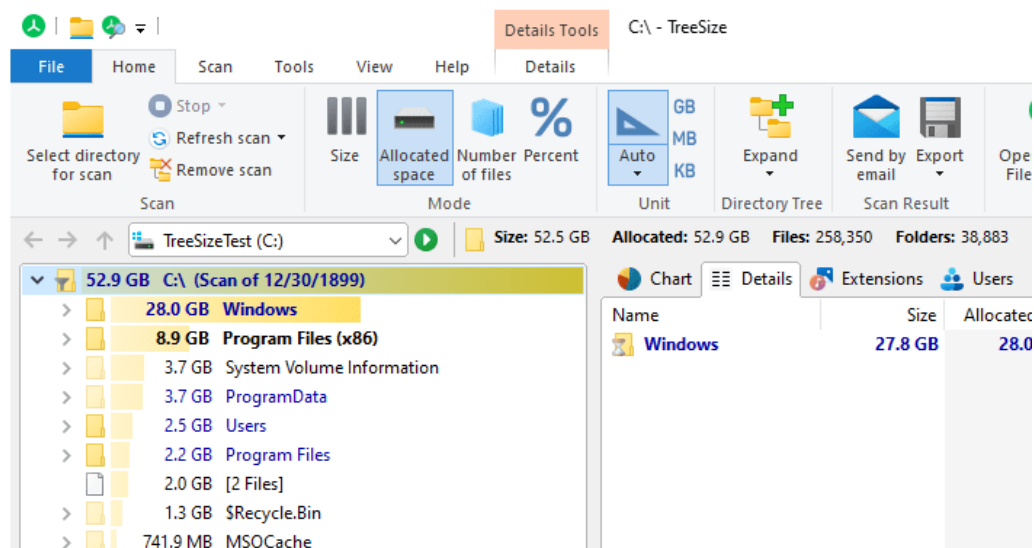 Details Tools
C:\ - TreeSize
File
Home
Scan
Tools
View
Help
Details
Select directory
for scan
Stop
Refresh scan
Remove scan
Scan
Size
Allocated
space
Number
of files
%
Percent
Mode
Auto
GB
MB
KB
Unit
Expand
Directory Tree
Send by
email
Export
Scan Result
Ope
File
TreeSizeTest (C:)
Size: 52.5 GB
Allocated: 52.9 GB
Files: 258,350
Folders: 38,883
52.9 GB C:\ (Scan of 12/30/1899)
28.0 GB Windows
8.9 GB Program Files (x86)
3.7 GB System Volume Information
3.7 GB ProgramData
2.5 GB Users
2.2 GB Program Files
2.0 GB [2 Files]
1.3 GB $Recycle.Bin
741.9 MB MSOCache
Chart
Details
Extensions
Users
Name Size Allocated
Windows 27.8 GB 28.0